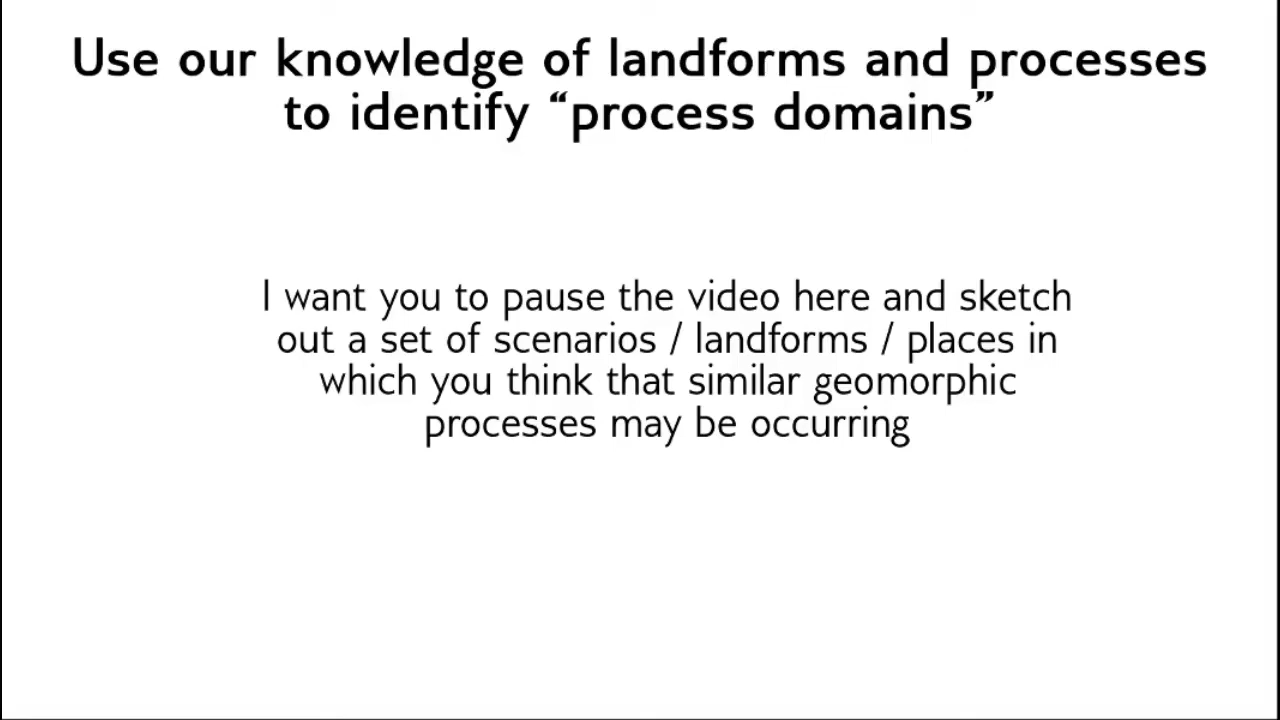 Use our knowledge of landforms and processes
to identify “process domains”
I want you to pause the video here and sketch
out a set of scenarios / landforms / places in
which you think that similar geomorphic
processes may be occurring